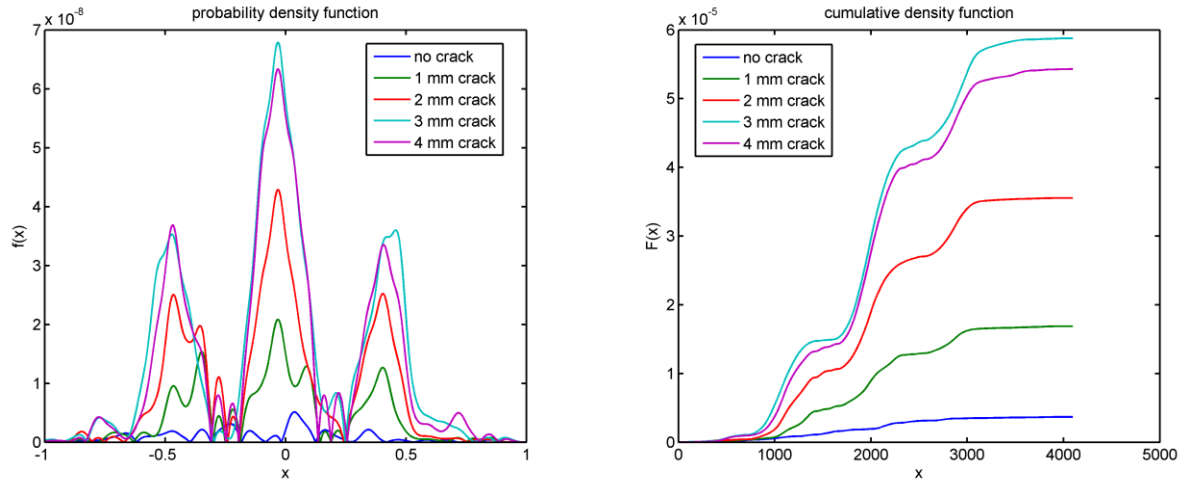 probability density function
x 10⁻⁸
7
6
5
4
3
2
1
0
f(x)
-1
-0.5
0
0.5
1
x
no crack
1 mm crack
2 mm crack
3 mm crack
4 mm crack
cumulative density function
x 10⁻⁵
6
5
4
3
2
1
0
F(x)
0
1000
2000
3000
4000
5000
x
no crack
1 mm crack
2 mm crack
3 mm crack
4 mm crack